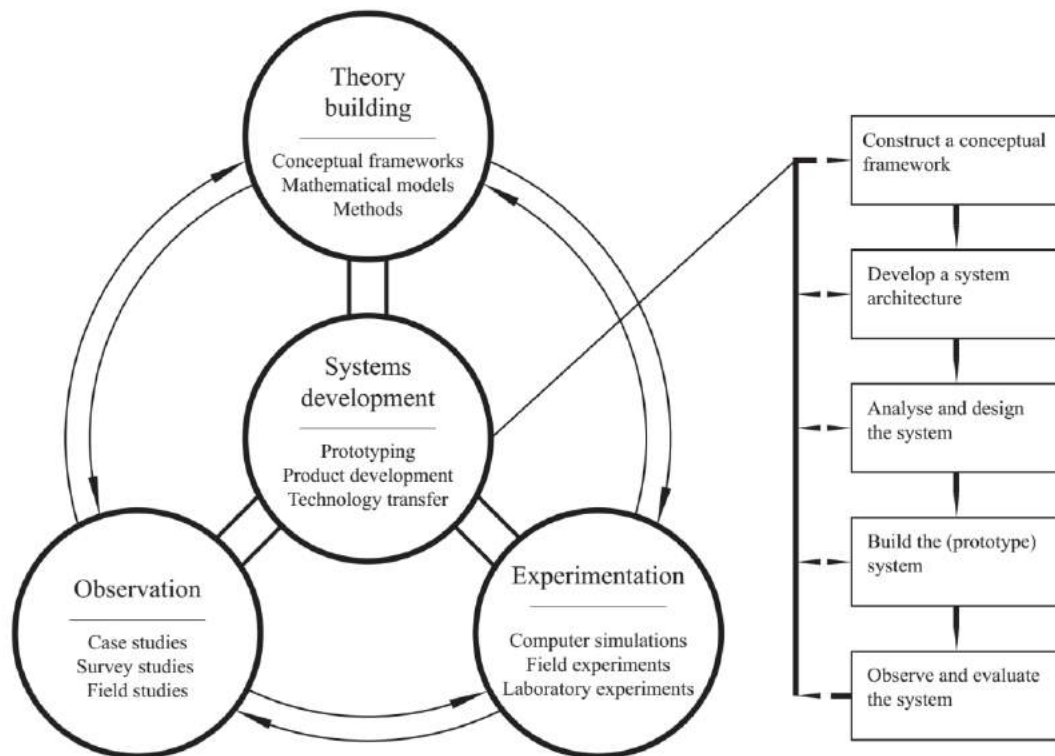 Theory
building
Conceptual frameworks
Mathematical models
Methods
Systems
development
Prototyping
Product development
Technology transfer
Observation
Case studies
Survey studies
Field studies
Experimentation
Computer simulations
Field experiments
Laboratory experiments
Construct a conceptual
framework
Develop a system
architecture
Analyse and design
the system
Build the (prototype)
system
Observe and evaluate
the system